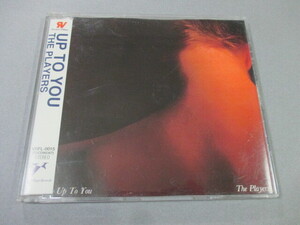 UP TO YOU
THE PLAYERS
Up To You
The Players